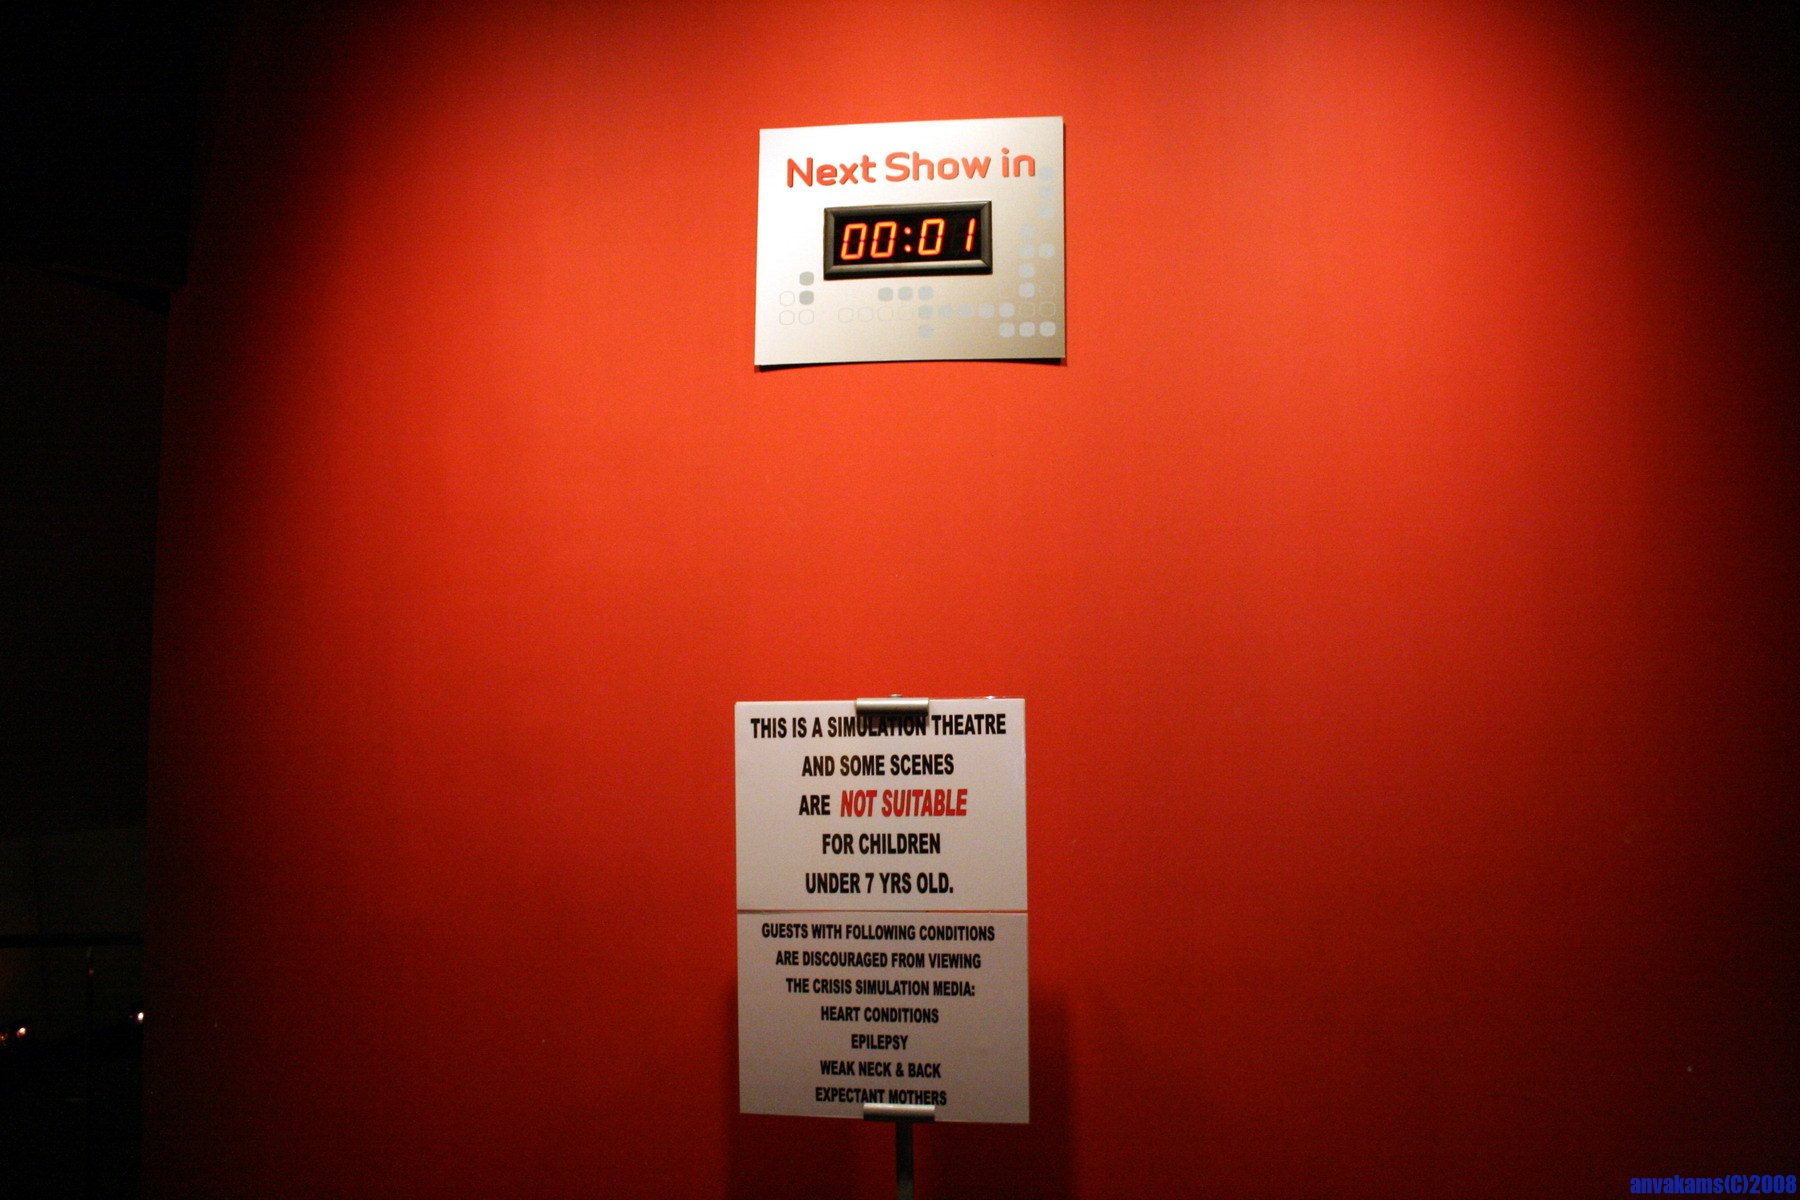 Next Show in
00:01
THIS IS A SIMULATION THEATRE
AND SOME SCENES
ARE NOT SUITABLE
FOR CHILDREN
UNDER 7 YRS OLD.
GUESTS WITH FOLLOWING CONDITIONS
ARE DISCOURAGED FROM VIEWING
THE CRISIS SIMULATION MEDIA:
HEART CONDITIONS
EPILEPSY
WEAK NECK & BACK
EXPECTANT MOTHERS
anvakams(C)2008